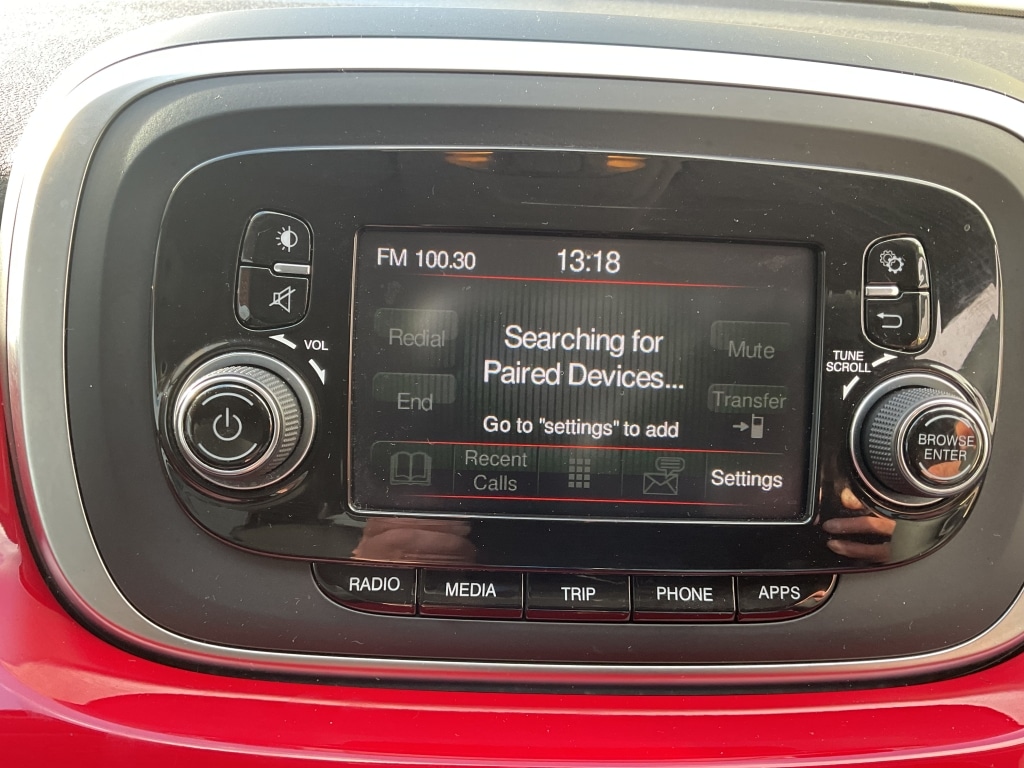 FM 100.30
13:18
Redial
Searching for
Paired Devices...
Mute
End
Transfer
Go to "settings" to add
Recent
Calls
Settings
VOL
TUNE
SCROLL
BROWSE
ENTER
RADIO
MEDIA
TRIP
PHONE
APPS